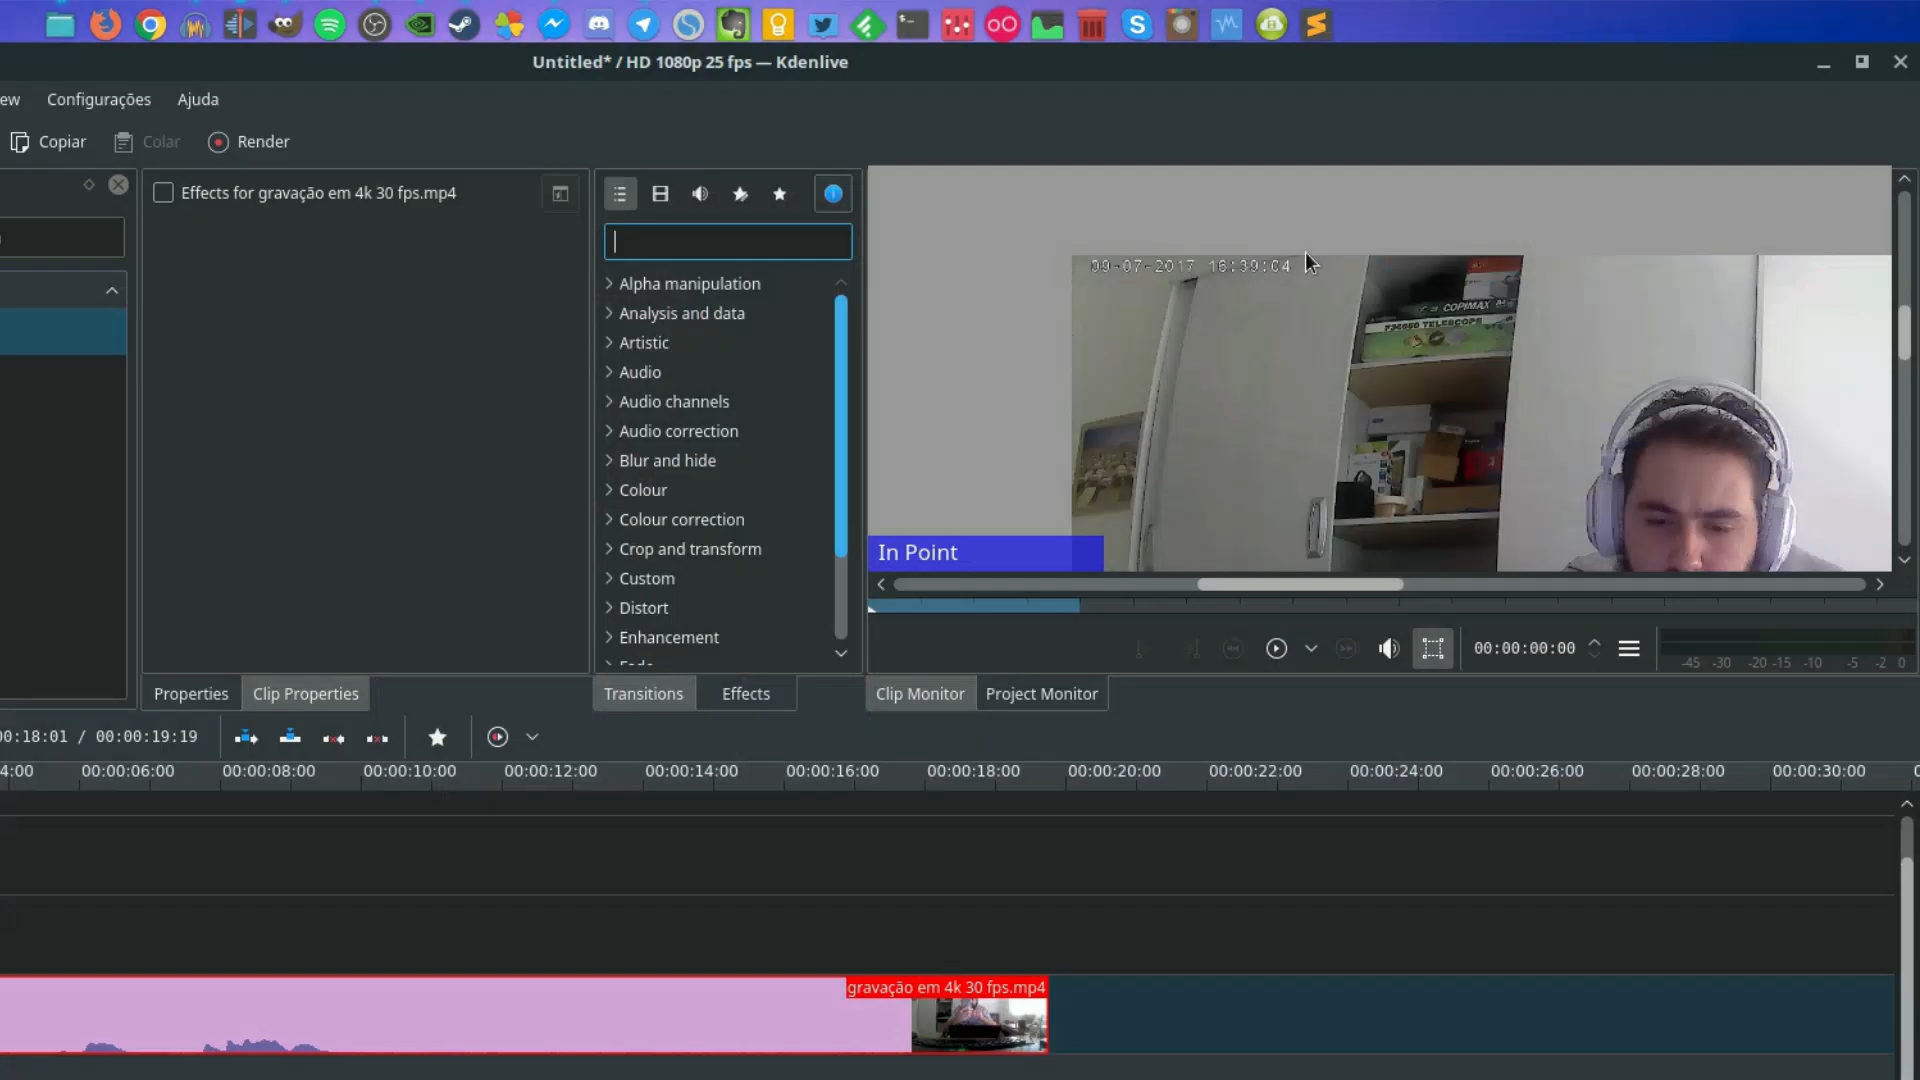 Untitled* / HD 1080p 25 fps — Kdenlive
ew Configurações Ajuda
Copiar Colar Render
Effects for gravação em 4k 30 fps.mp4
Alpha manipulation
Analysis and data
Artistic
Audio
Audio channels
Audio correction
Blur and hide
Colour
Colour correction
Crop and transform
Custom
Distort
Enhancement
Fade
09-07-2017 16:39:04
COPIMAX
F36050 TELESCOPE
In Point
00:00:00:00
-45 -30 -20 -15 -10 -5 -2 0
Properties Clip Properties
Transitions Effects
Clip Monitor Project Monitor
0:18:01 / 00:00:19:19
4:00 00:00:06:00 00:00:08:00 00:00:10:00 00:00:12:00 00:00:14:00 00:00:16:00 00:00:18:00 00:00:20:00 00:00:22:00 00:00:24:00 00:00:26:00 00:00:28:00 00:00:30:00
gravação em 4k 30 fps.mp4